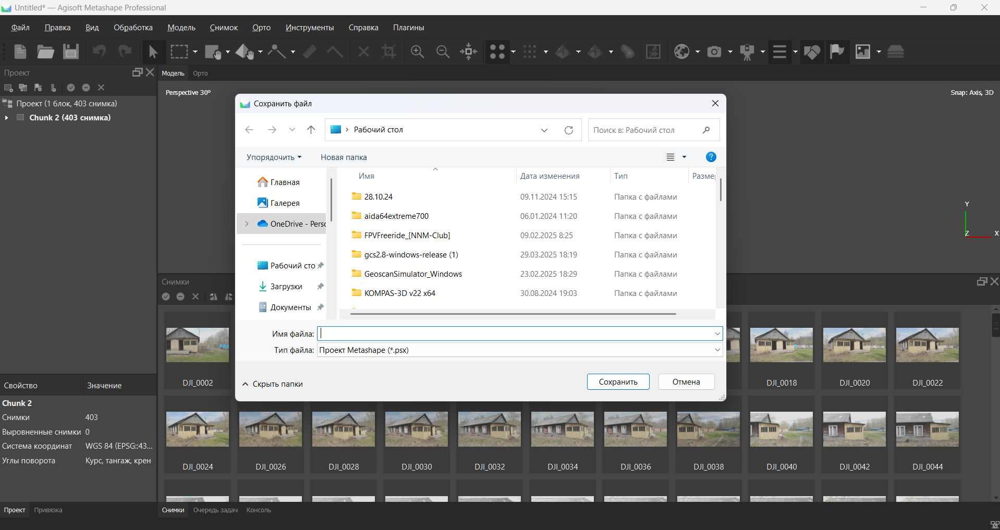 Untitled* — Agisoft Metashape Professional
Файл Правка Вид Обработка Модель Снимок Орто Инструменты Справка Плагины
Проект
Модель Орто
Perspective 30°
Snap: Axis, 3D
Проект (1 блок, 403 снимка)
Chunk 2 (403 снимка)
Сохранить файл
Рабочий стол
Поиск в: Рабочий стол
Упорядочить
Новая папка
Главная
Галерея
OneDrive - Perso
Рабочий сто
Загрузки
Документы
Имя Дата изменения Тип Разме
28.10.24 09.11.2024 15:15 Папка с файлами
aida64extreme700 06.01.2024 11:20 Папка с файлами
FPVFreeride_[NNM-Club] 09.02.2025 8:25 Папка с файлами
gcs2.8-windows-release (1) 29.03.2025 18:19 Папка с файлами
GeoscanSimulator_Windows 23.02.2025 18:29 Папка с файлами
KOMPAS-3D v22 x64 30.08.2024 19:03 Папка с файлами
Имя файла:
Тип файла: Проект Metashape (*.psx)
Скрыть папки
Сохранить Отмена
Y
Z X
Снимки
DJI_0002 DJI_0018 DJI_0020 DJI_0022
DJI_0024 DJI_0026 DJI_0028 DJI_0030 DJI_0032 DJI_0034 DJI_0036 DJI_0038 DJI_0040 DJI_0042 DJI_0044
Свойство Значение
Chunk 2
Снимки 403
Выровненные снимки 0
Система координат WGS 84 (EPSG::43...
Углы поворота Курс, тангаж, крен
Проект Привязка
Снимки Очередь задач Консоль